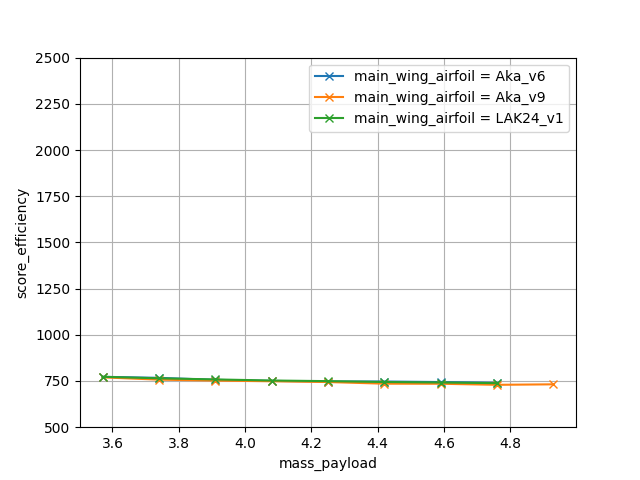 2500
2250
2000
1750
1500
1250
1000
750
500
score_efficiency
main_wing_airfoil = Aka_v6
main_wing_airfoil = Aka_v9
main_wing_airfoil = LAK24_v1
3.6 3.8 4.0 4.2 4.4 4.6 4.8
mass_payload